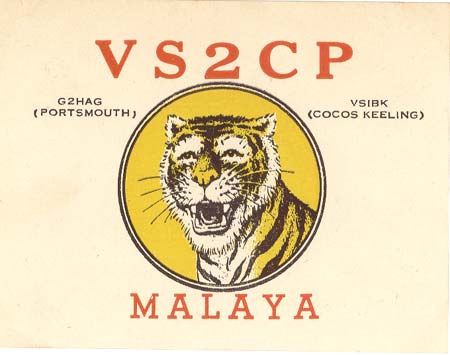 VS2CP
G2HAG
(PORTSMOUTH)
VS1BK
(COCOS KEELING)
MALAYA